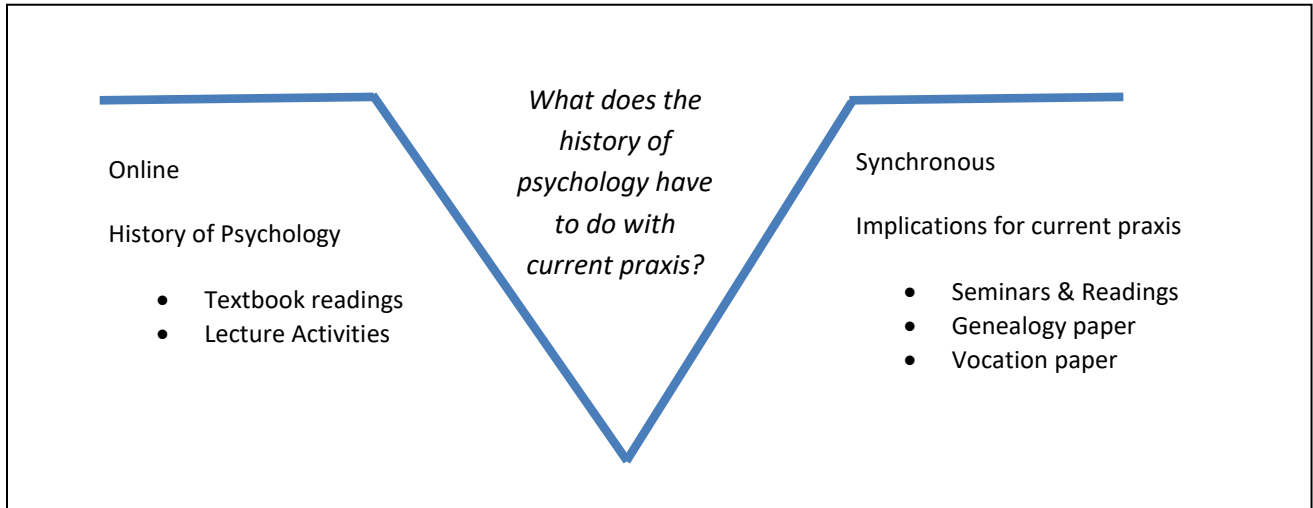 Online
History of Psychology
• Textbook readings
• Lecture Activities
What does the
history of
psychology have
to do with
current praxis?
Synchronous
Implications for current praxis
• Seminars & Readings
• Genealogy paper
• Vocation paper